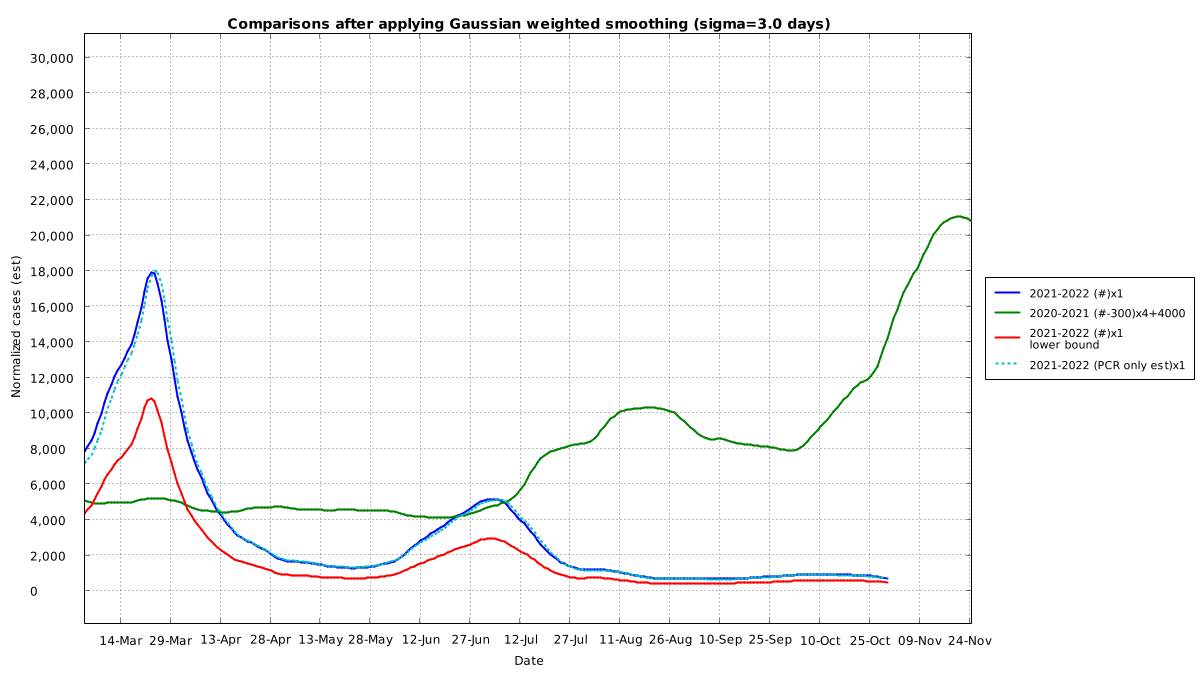 Comparisons after applying Gaussian weighted smoothing (sigma=3.0 days)
30,000
28,000
26,000
24,000
22,000
20,000
18,000
16,000
14,000
12,000
10,000
8,000
6,000
4,000
2,000
0
Normalized cases (est)
14-Mar 29-Mar 13-Apr 28-Apr 13-May 28-May 12-Jun 27-Jun 12-Jul 27-Jul 11-Aug 26-Aug 10-Sep 25-Sep 10-Oct 25-Oct 09-Nov 24-Nov
Date
2021-2022 (#)x1
2020-2021 (#-300)x4+4000
2021-2022 (#)x1
lower bound
2021-2022 (PCR only est)x1